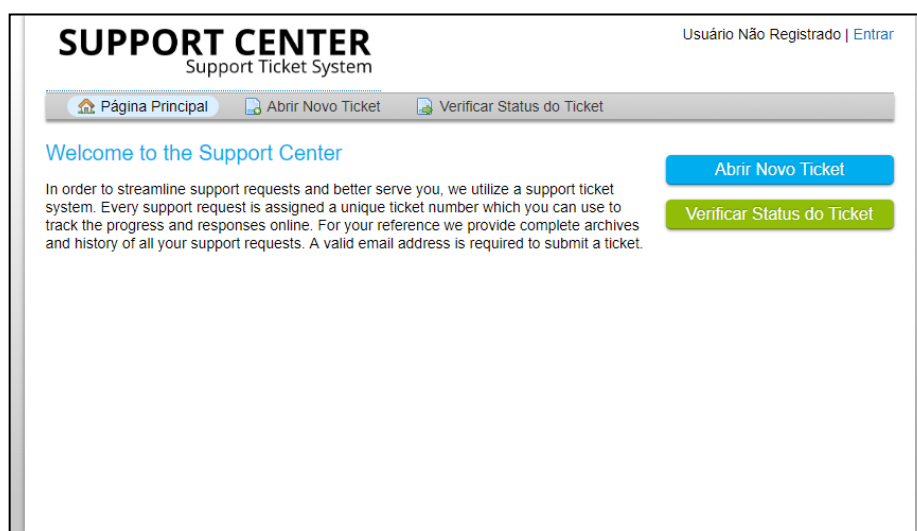 SUPPORT CENTER
Support Ticket System
Usuário Não Registrado | Entrar
Página Principal
Abrir Novo Ticket
Verificar Status do Ticket
Welcome to the Support Center
In order to streamline support requests and better serve you, we utilize a support ticket
system. Every support request is assigned a unique ticket number which you can use to
track the progress and responses online. For your reference we provide complete archives
and history of all your support requests. A valid email address is required to submit a ticket.
Abrir Novo Ticket
Verificar Status do Ticket